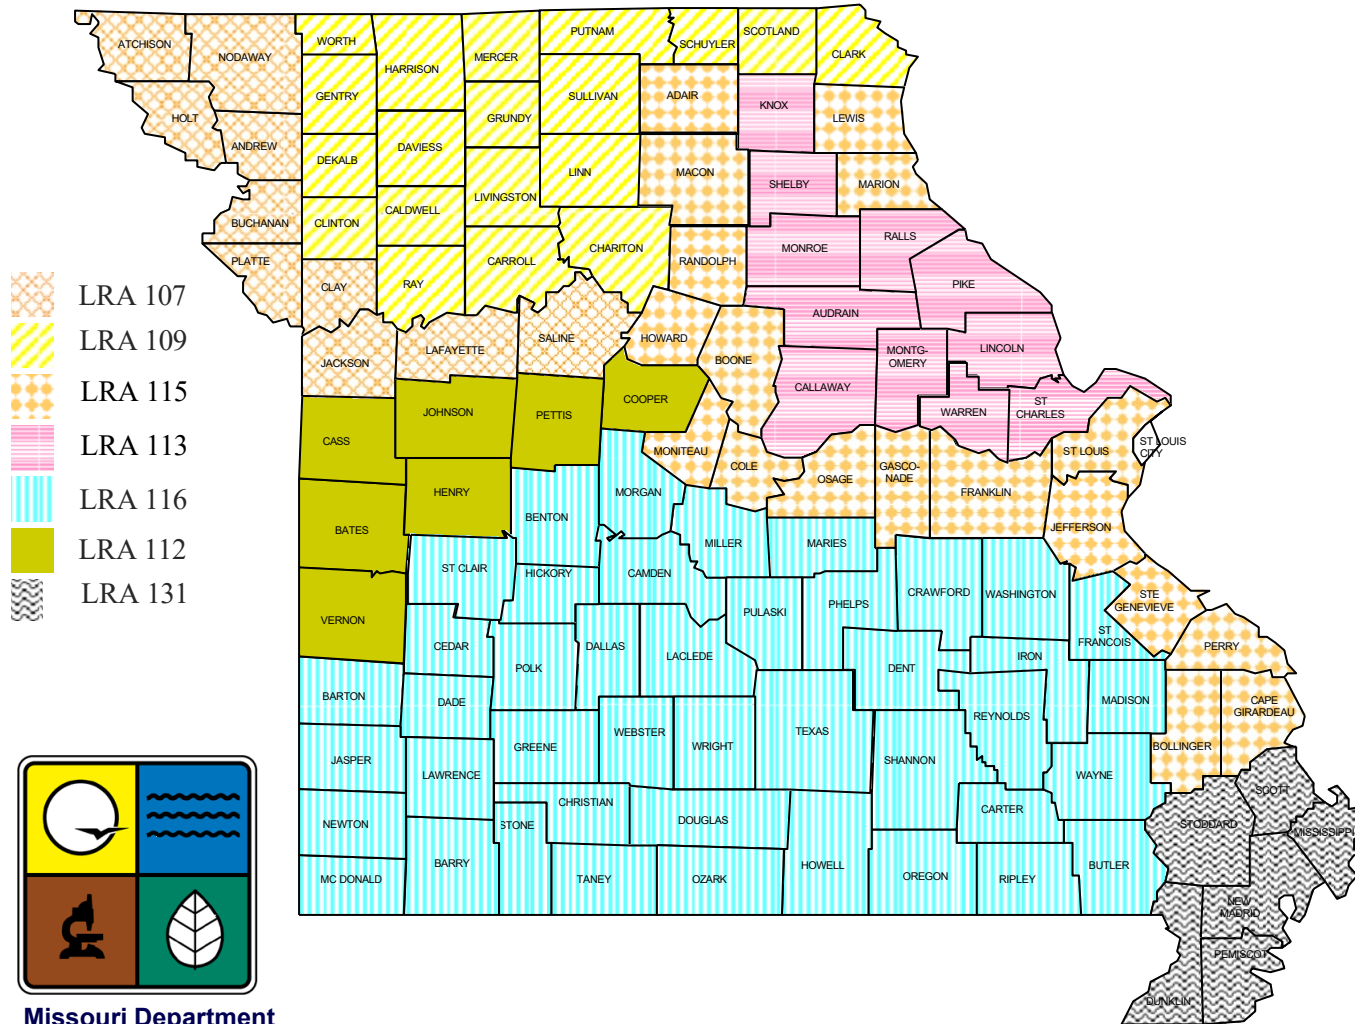 PUTNAM
SCOTLAND
ATCHISON
WORTH
SCHUYLER
NODAWAY
MERCER
CLARK
HARRISON
GENTRY
SULLIVAN
ADAIR
KNOX
HOLT
GRUNDY
LEWIS
ANDREW
DAVIESS
DEKALB
LINN
MACON
SHELBY
MARION
LIVINGSTON
CALDWELL
BUCHANAN
CLINTON
RALLS
CHARITON
MONROE
PLATTE
CARROLL
RANDOLPH
CLAY
RAY
PIKE
LRA 107
AUDRAIN
LRA 109
SALINE
HOWARD
LAFAYETTE
JACKSON
BOONE
MONTG-
OMERY
LINCOLN
LRA 115
CALLAWAY
COOPER
JOHNSON
PETTIS
WARREN
ST
CHARLES
LRA 113
CASS
MONITEAU
COLE
ST LOUIS
ST LOUIS
CITY
OSAGE
GASCO-
NADE
FRANKLIN
LRA 116
HENRY
MORGAN
BENTON
BATES
JEFFERSON
LRA 112
MILLER
MARIES
ST CLAIR
HICKORY
CAMDEN
LRA 131
CRAWFORD
WASHINGTON
STE
GENEVIEVE
PULASKI
PHELPS
VERNON
ST
FRANCOIS
CEDAR
DALLAS
LACLEDE
IRON
PERRY
POLK
DENT
BARTON
DADE
MADISON
CAPE
GIRARDEAU
REYNOLDS
WEBSTER
WRIGHT
TEXAS
GREENE
BOLLINGER
JASPER
SHANNON
LAWRENCE
WAYNE
SCOTT
CHRISTIAN
CARTER
NEWTON
STONE
DOUGLAS
STODDARD
MISSISSIPPI
BARRY
HOWELL
BUTLER
MC DONALD
TANEY
OZARK
OREGON
RIPLEY
NEW
MADRID
PEMISCOT
DUNKLIN
Missouri Department